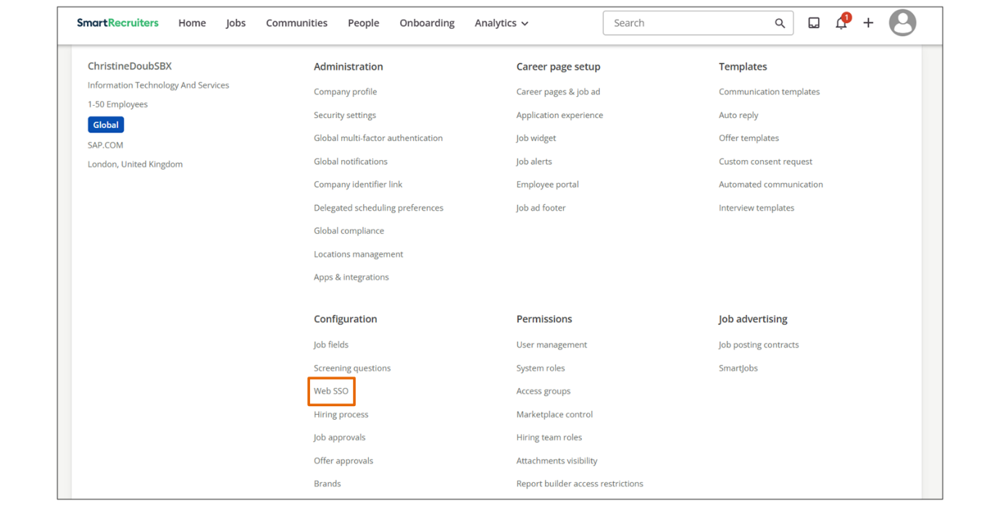 SmartRecruiters Home Jobs Communities People Onboarding Analytics Search 1
ChristineDoubSBX
Information Technology And Services
1-50 Employees
Global
SAP.COM
London, United Kingdom
Administration
Company profile
Security settings
Global multi-factor authentication
Global notifications
Company identifier link
Delegated scheduling preferences
Global compliance
Locations management
Apps & integrations
Career page setup
Career pages & job ad
Application experience
Job widget
Job alerts
Employee portal
Job ad footer
Templates
Communication templates
Auto reply
Offer templates
Custom consent request
Automated communication
Interview templates
Configuration
Job fields
Screening questions
Web SSO
Hiring process
Job approvals
Offer approvals
Brands
Permissions
User management
System roles
Access groups
Marketplace control
Hiring team roles
Attachments visibility
Report builder access restrictions
Job advertising
Job posting contracts
SmartJobs